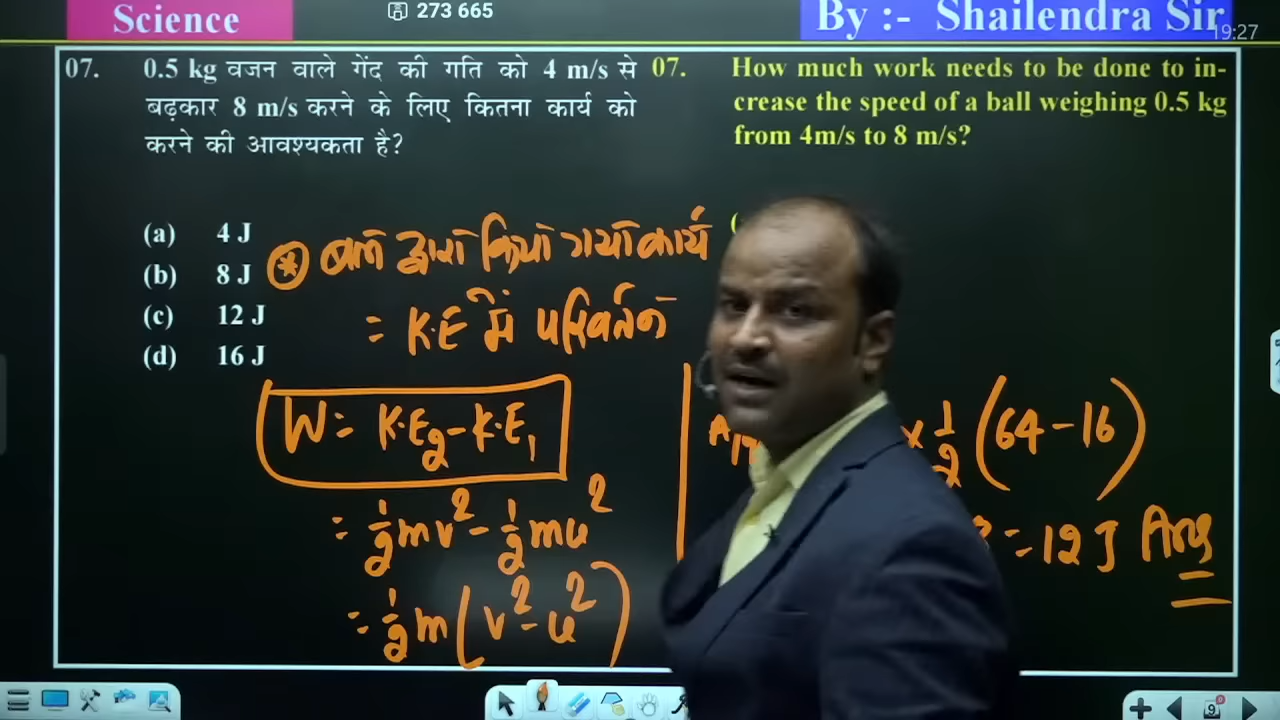 Science
273 665
By :- Shailendra Sir
19:27
07. 0.5 kg वजन वाले गेंद की गति को 4 m/s से
बढ़कार 8 m/s करने के लिए कितना कार्य को
करने की आवश्यकता है?
(a) 4 J
(b) 8 J
(c) 12 J
(d) 16 J
07. How much work needs to be done to in-
crease the speed of a ball weighing 0.5 kg
from 4m/s to 8 m/s?
* बल द्वारा किया गया कार्य
= K.E में परिवर्तन
W = K.E₂ - K.E₁
= 1/2 mv² - 1/2 mu²
= 1/2 m (v² - u²)
× 1/2 (64 - 16)
= 12 J Ans
9